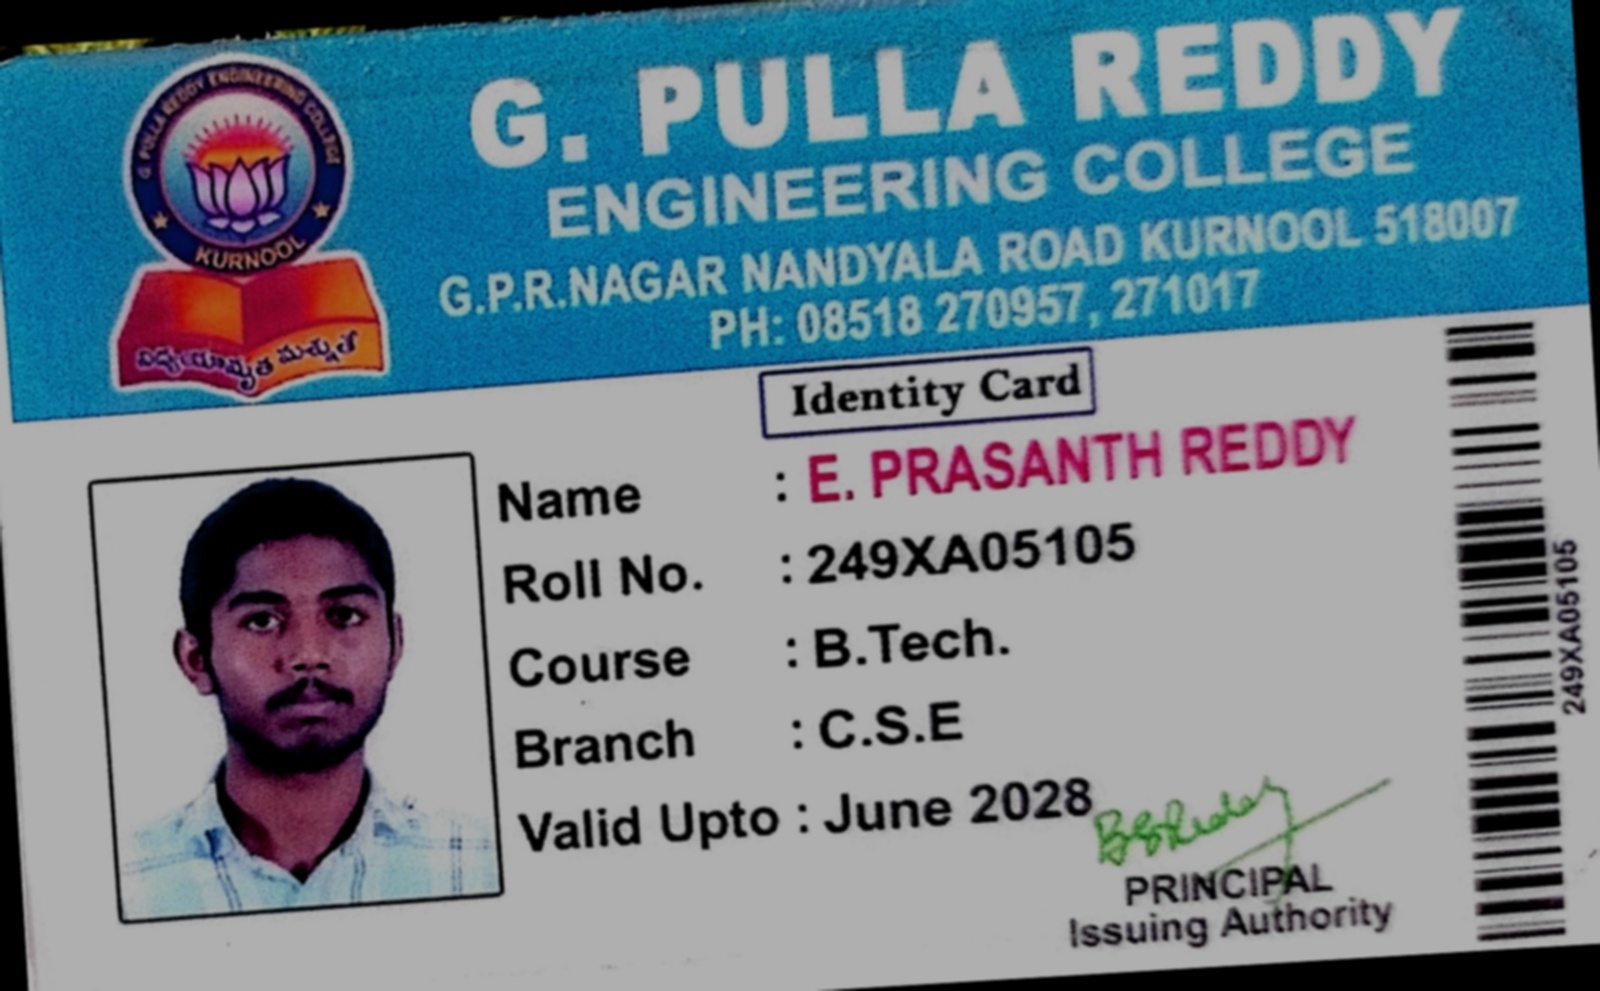 G. PULLA REDDY ENGINEERING COLLEGE
KURNOOL
విద్యయామృత మశ్నుతే
G. PULLA REDDY
ENGINEERING COLLEGE
G.P.R.NAGAR NANDYALA ROAD KURNOOL 518007
PH: 08518 270957, 271017
Identity Card
Name : E. PRASANTH REDDY
Roll No. : 249XA05105
Course : B.Tech.
Branch : C.S.E
Valid Upto : June 2028
PRINCIPAL
Issuing Authority
249XA05105